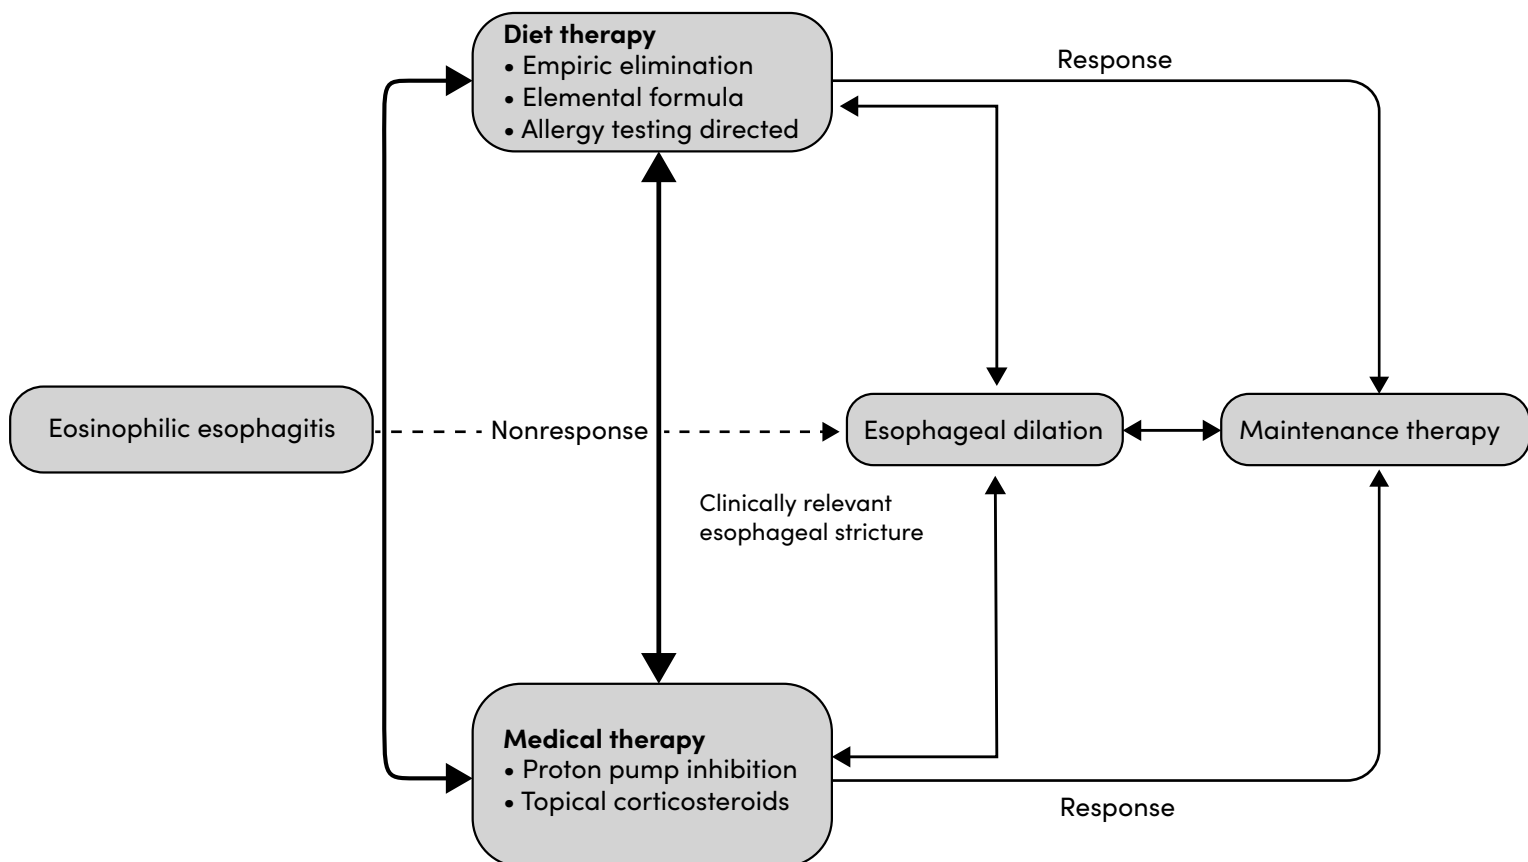 Diet therapy
• Empiric elimination
• Elemental formula
• Allergy testing directed
Response
Eosinophilic esophagitis
Nonresponse
Esophageal dilation
Maintenance therapy
Clinically relevant
esophageal stricture
Medical therapy
• Proton pump inhibition
• Topical corticosteroids
Response